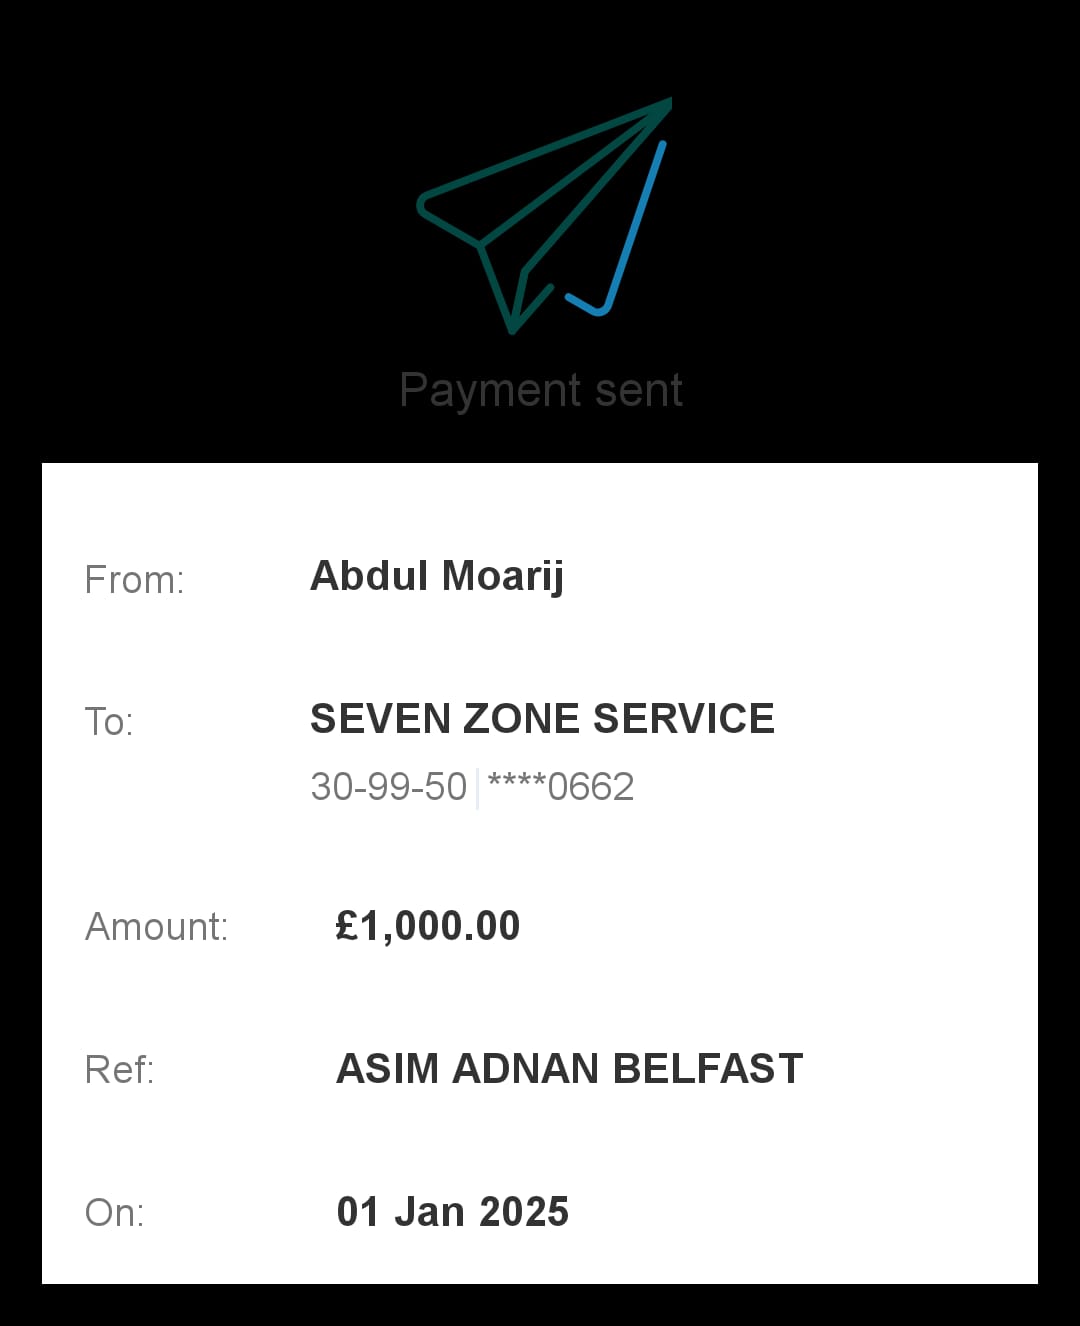 Payment sent
From: Abdul Moarij
To: SEVEN ZONE SERVICE
30-99-50 | ****0662
Amount: £1,000.00
Ref: ASIM ADNAN BELFAST
On: 01 Jan 2025